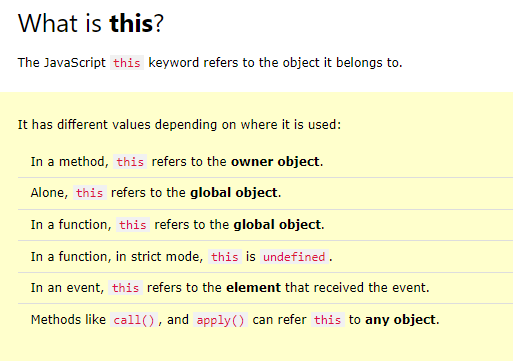 What is this?
The JavaScript this keyword refers to the object it belongs to.
It has different values depending on where it is used:
In a method, this refers to the owner object.
Alone, this refers to the global object.
In a function, this refers to the global object.
In a function, in strict mode, this is undefined.
In an event, this refers to the element that received the event.
Methods like call(), and apply() can refer this to any object.